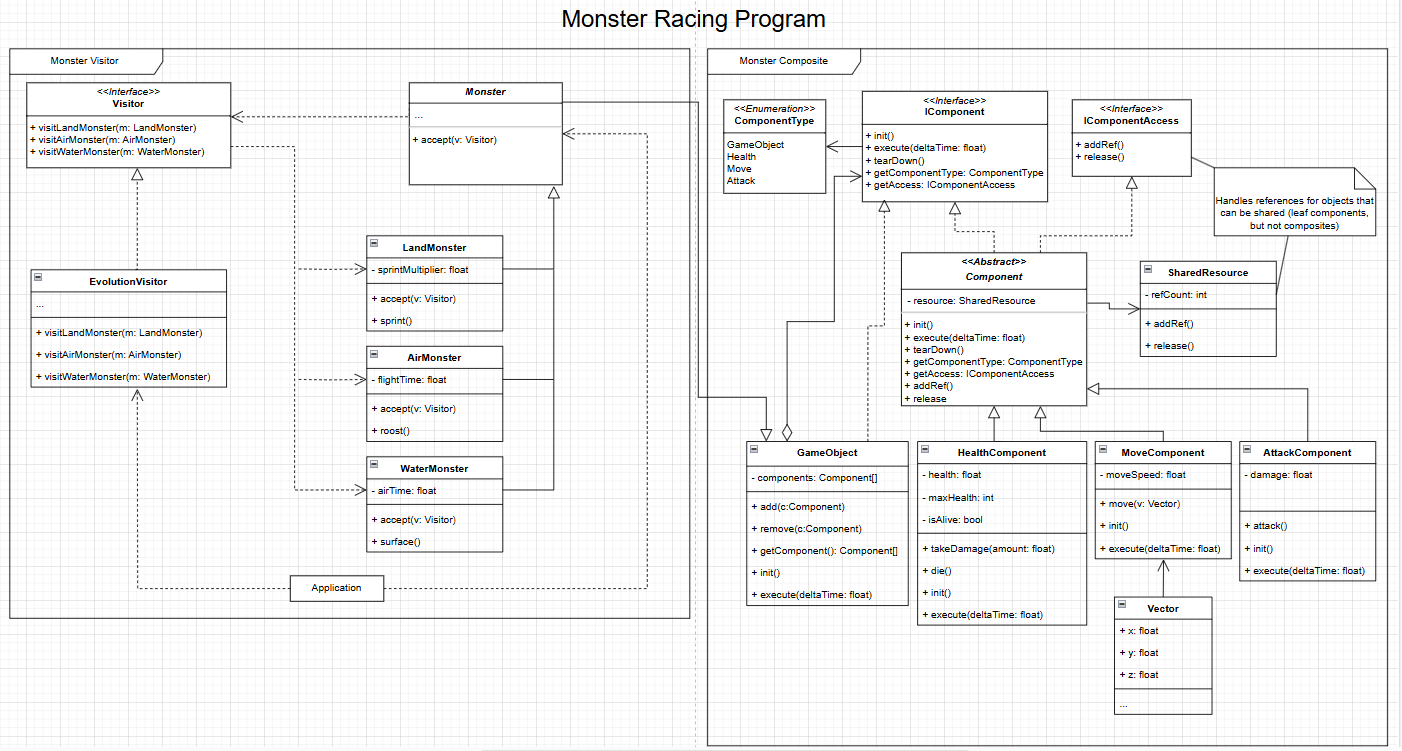 Monster Racing Program
Monster Visitor
<<Interface>>
Visitor
+ visitLandMonster(m: LandMonster)
+ visitAirMonster(m: AirMonster)
+ visitWaterMonster(m: WaterMonster)
Monster
...
+ accept(v: Visitor)
LandMonster
- sprintMultiplier: float
+ accept(v: Visitor)
+ sprint()
EvolutionVisitor
...
+ visitLandMonster(m: LandMonster)
+ visitAirMonster(m: AirMonster)
+ visitWaterMonster(m: WaterMonster)
AirMonster
- flightTime: float
+ accept(v: Visitor)
+ roost()
WaterMonster
- airTime: float
+ accept(v: Visitor)
+ surface()
Application
Monster Composite
<<Enumeration>>
ComponentType
GameObject
Health
Move
Attack
<<Interface>>
IComponent
+ init()
+ execute(deltaTime: float)
+ tearDown()
+ getComponentType: ComponentType
+ getAccess: IComponentAccess
<<Interface>>
IComponentAccess
+ addRef()
+ release()
Handles references for objects that
can be shared (leaf components,
but not composites)
<<Abstract>>
Component
- resource: SharedResource
+ init()
+ execute(deltaTime: float)
+ tearDown()
+ getComponentType: ComponentType
+ getAccess: IComponentAccess
+ addRef()
+ release
SharedResource
- refCount: int
+ addRef()
+ release()
GameObject
- components: Component[]
+ add(c:Component)
+ remove(c:Component)
+ getComponent(): Component[]
+ init()
+ execute(deltaTime: float)
HealthComponent
- health: float
- maxHealth: int
- isAlive: bool
+ takeDamage(amount: float)
+ die()
+ init()
+ execute(deltaTime: float)
MoveComponent
- moveSpeed: float
+ move(v: Vector)
+ init()
+ execute(deltaTime: float)
AttackComponent
- damage: float
+ attack()
+ init()
+ execute(deltaTime: float)
Vector
+ x: float
+ y: float
+ z: float
...